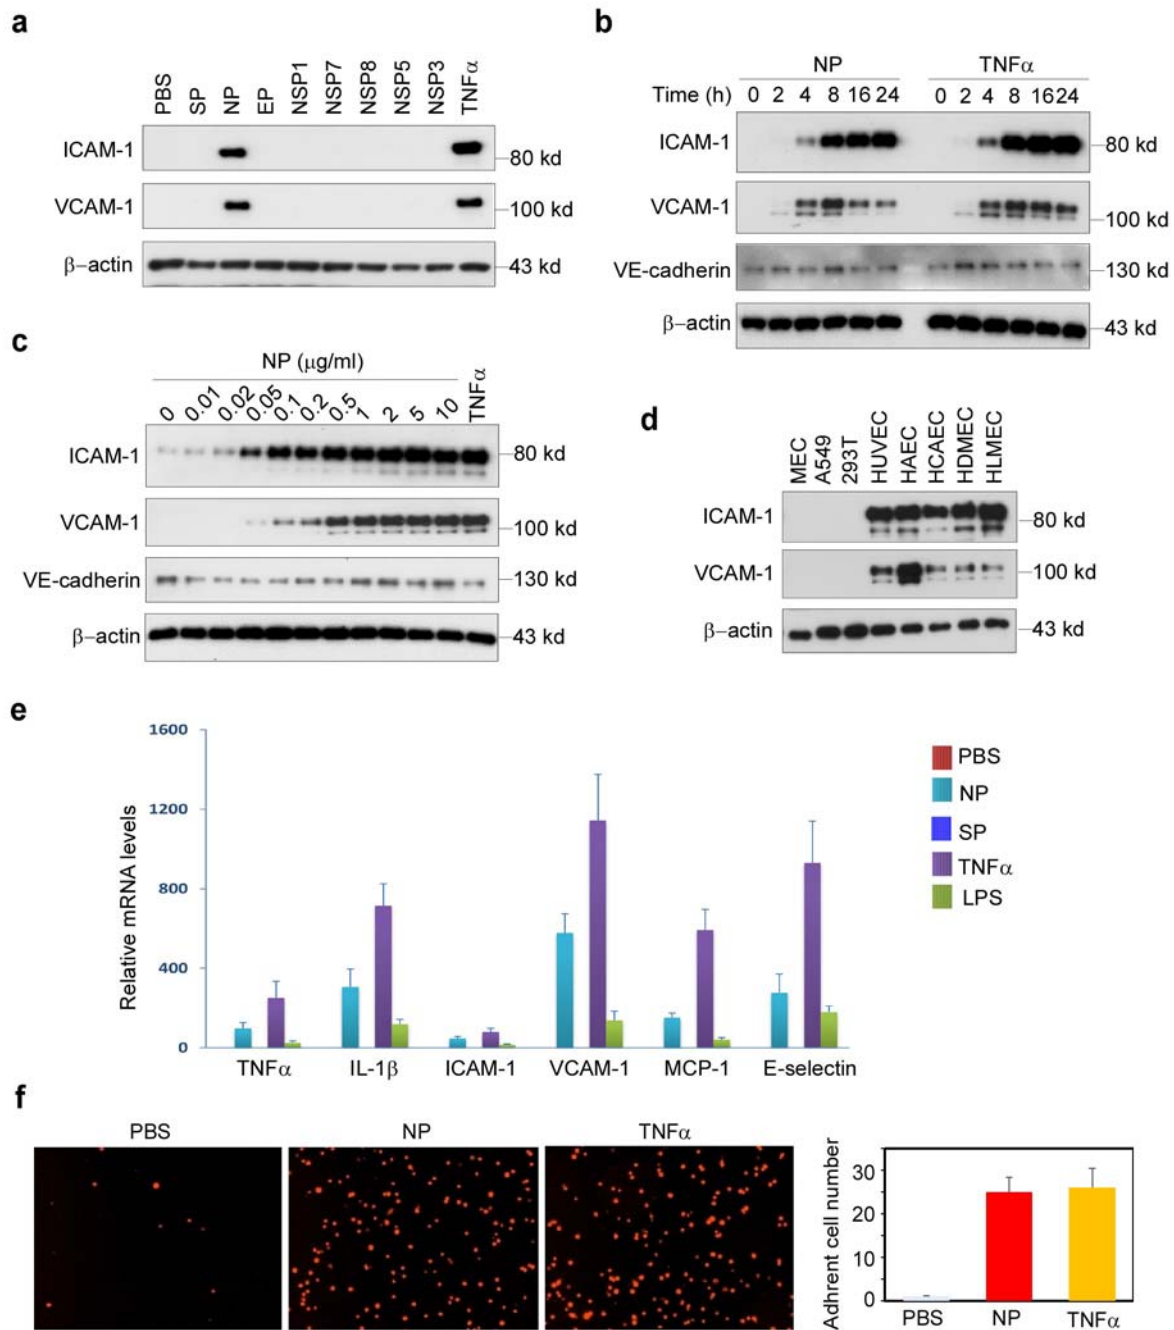 a
PBS SP NP EP NSP1 NSP7 NSP8 NSP5 NSP3 TNFα
ICAM-1 80 kd
VCAM-1 100 kd
β–actin 43 kd
b
NP TNFα
Time (h) 0 2 4 8 16 24 0 2 4 8 16 24
ICAM-1 80 kd
VCAM-1 100 kd
VE-cadherin 130 kd
β–actin 43 kd
c
NP (μg/ml)
0 0.01 0.02 0.05 0.1 0.2 0.5 1 2 5 10 TNFα
ICAM-1 80 kd
VCAM-1 100 kd
VE-cadherin 130 kd
β–actin 43 kd
d
MEC A549 293T HUVEC HAEC HCAEC HDMEC HLMEC
ICAM-1 80 kd
VCAM-1 100 kd
β–actin 43 kd
e
Relative mRNA levels
1600
1200
800
400
0
TNFα IL-1β ICAM-1 VCAM-1 MCP-1 E-selectin
PBS
NP
SP
TNFα
LPS
f
PBS NP TNFα
Adhrent cell number
30
20
10
0
PBS NP TNFα